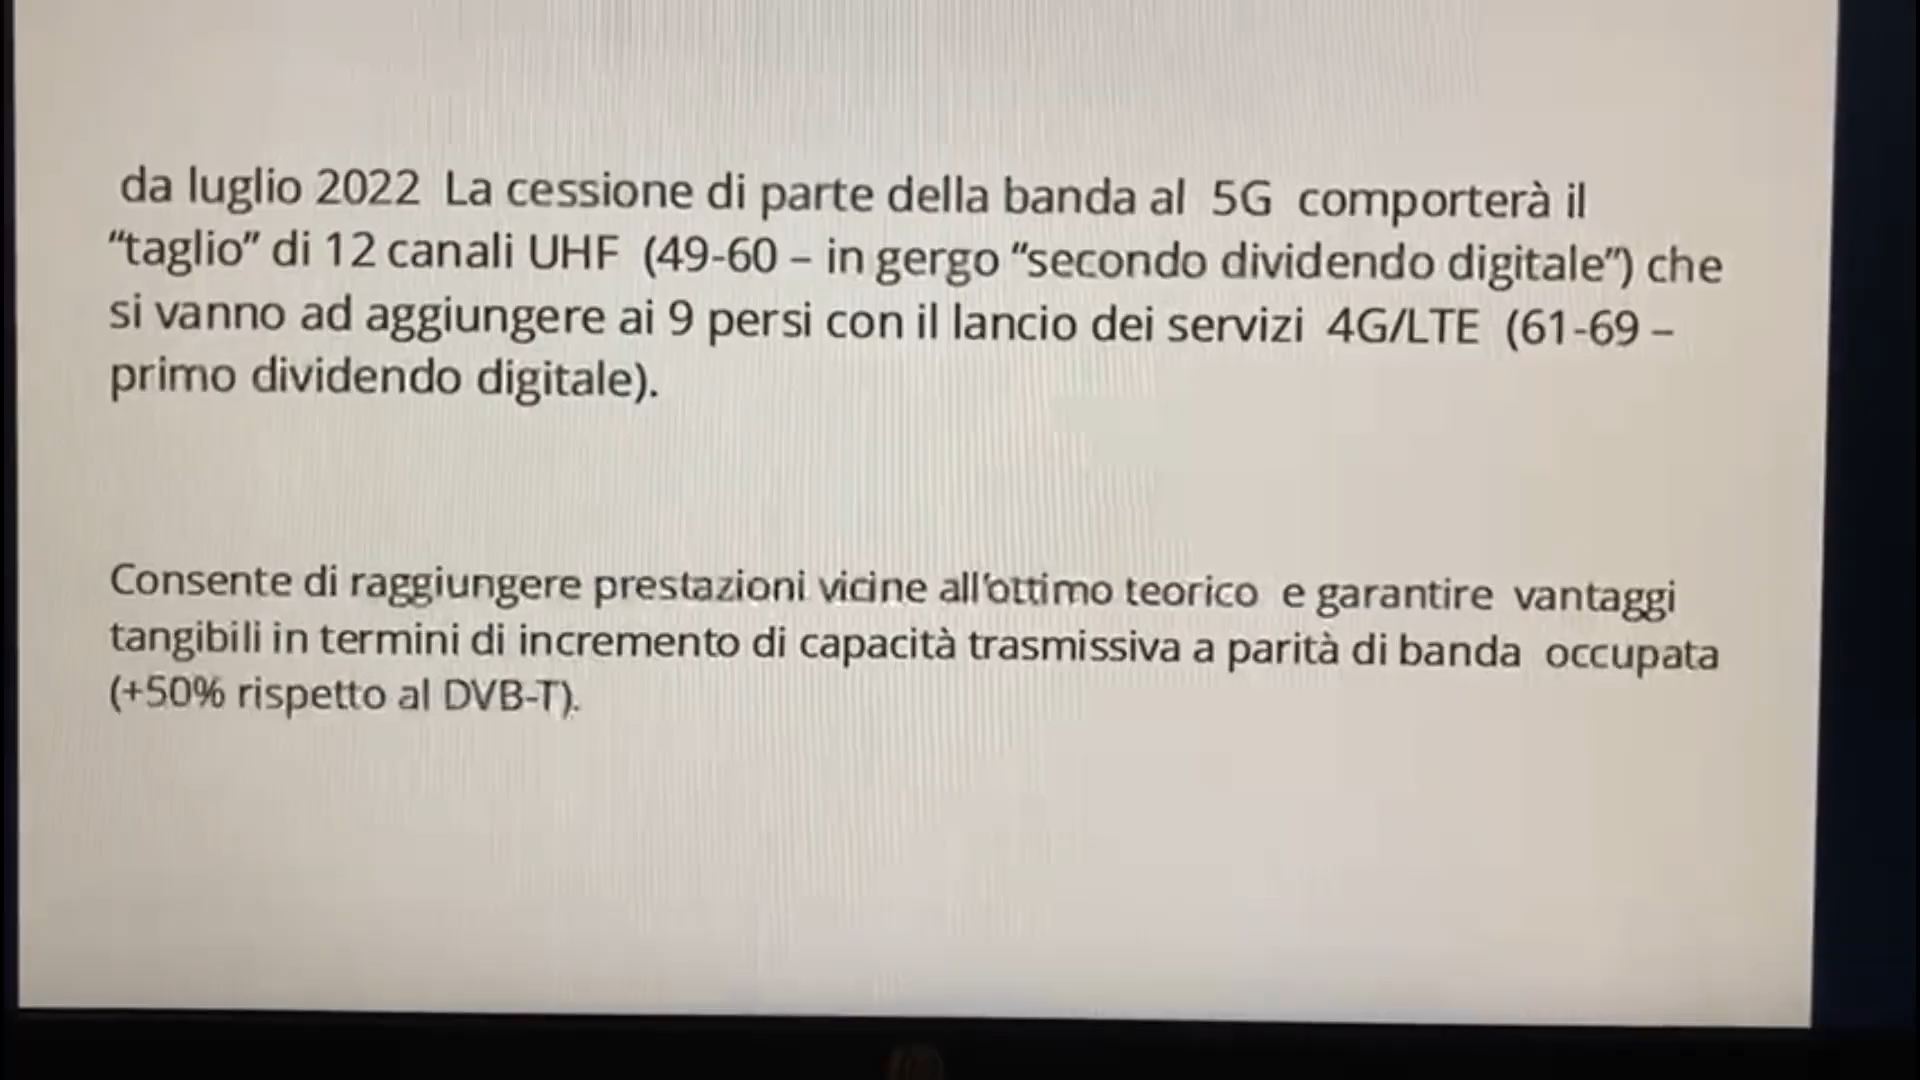 da luglio 2022 La cessione di parte della banda al 5G comporterà il
“taglio” di 12 canali UHF (49-60 – in gergo “secondo dividendo digitale”) che
si vanno ad aggiungere ai 9 persi con il lancio dei servizi 4G/LTE (61-69 –
primo dividendo digitale).
Consente di raggiungere prestazioni vicine all’ottimo teorico e garantire vantaggi
tangibili in termini di incremento di capacità trasmissiva a parità di banda occupata
(+50% rispetto al DVB-T).